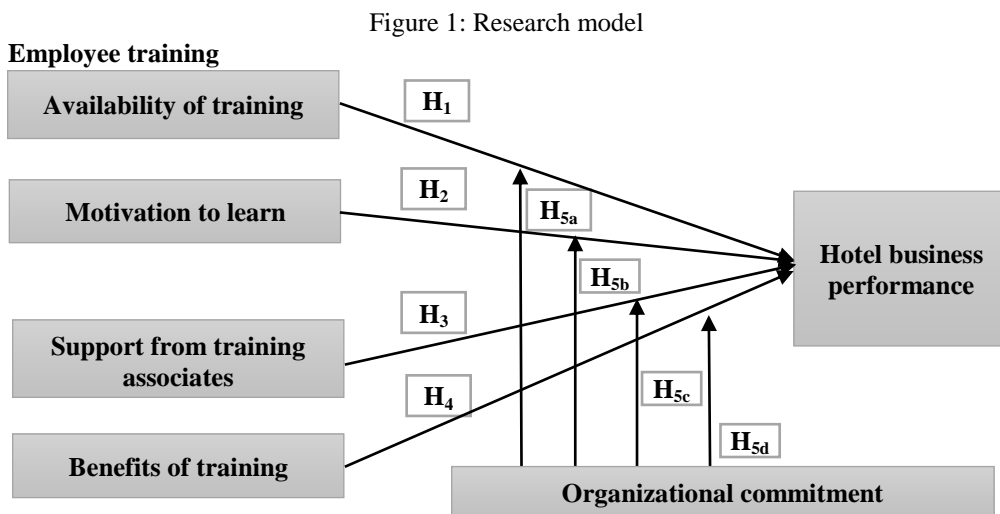 Figure 1: Research model
Employee training
Availability of training
H₁
Motivation to learn
H₂
H₅ₐ
Hotel business
performance
H₅b
Support from training
associates
H₃
H₅c
Benefits of training
H₄
H₅d
Organizational commitment